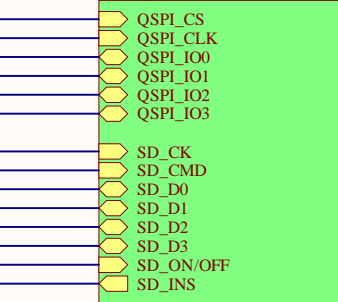 QSPI_CS
QSPI_CLK
QSPI_IO0
QSPI_IO1
QSPI_IO2
QSPI_IO3
SD_CK
SD_CMD
SD_D0
SD_D1
SD_D2
SD_D3
SD_ON/OFF
SD_INS